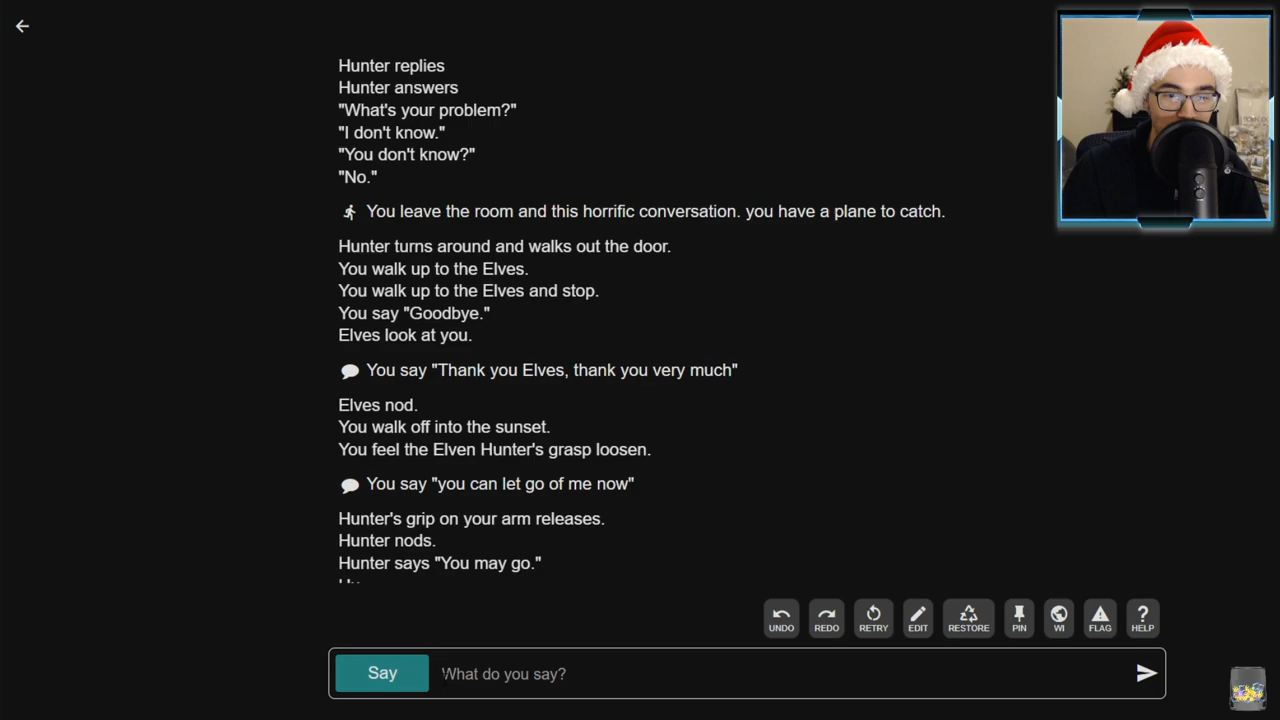 Hunter replies
Hunter answers
"What's your problem?"
"I don't know."
"You don't know?"
"No."
You leave the room and this horrific conversation. you have a plane to catch.
Hunter turns around and walks out the door.
You walk up to the Elves.
You walk up to the Elves and stop.
You say "Goodbye."
Elves look at you.
You say "Thank you Elves, thank you very much"
Elves nod.
You walk off into the sunset.
You feel the Elven Hunter's grasp loosen.
You say "you can let go of me now"
Hunter's grip on your arm releases.
Hunter nods.
Hunter says "You may go."
UNDO
REDO
RETRY
EDIT
RESTORE
PIN
WI
FLAG
HELP
Say
What do you say?